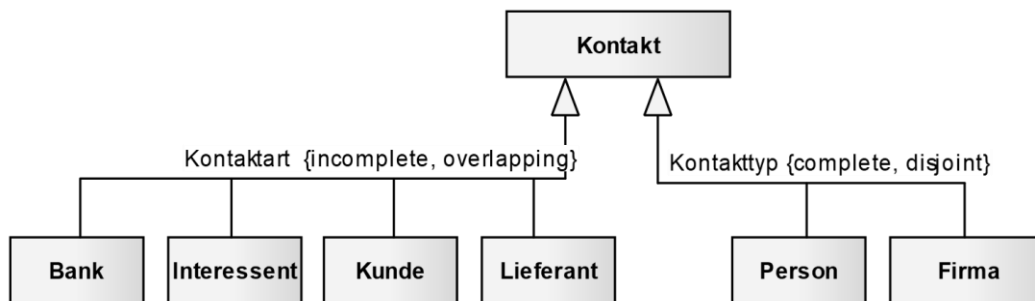 Kontakt
Kontaktart {incomplete, overlapping}
Kontakttyp {complete, disjoint}
Bank
Interessent
Kunde
Lieferant
Person
Firma